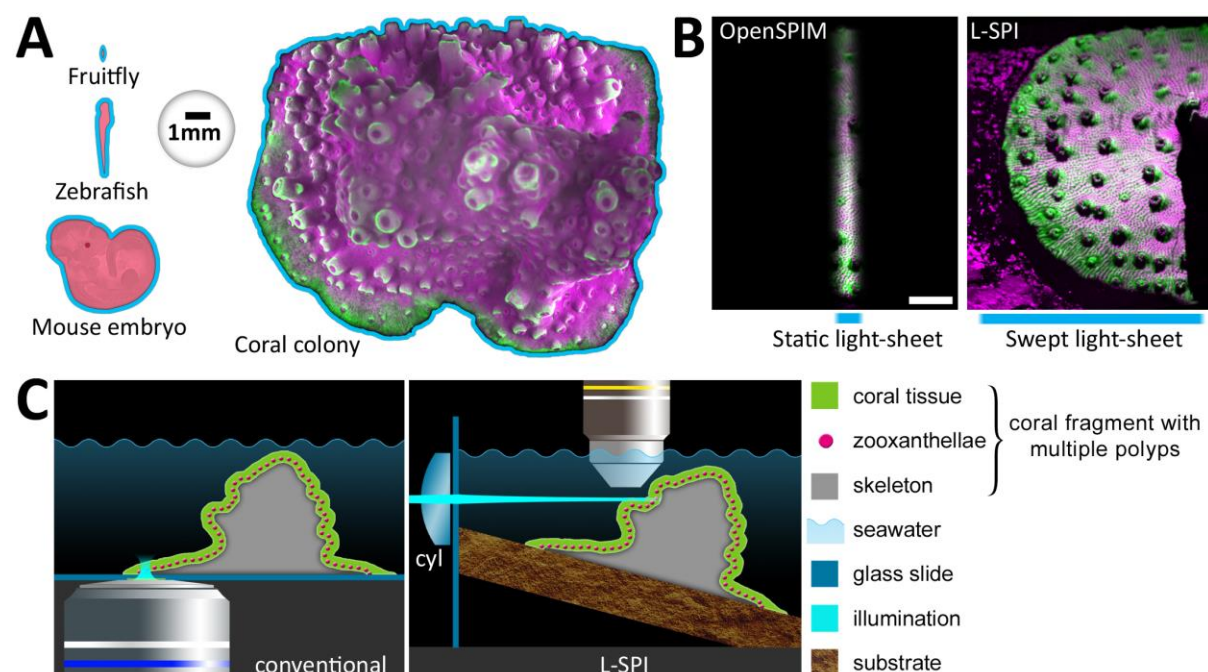 A
Fruitfly
Zebrafish
Mouse embryo
1mm
Coral colony
B
OpenSPIM
L-SPI
Static light-sheet
Swept light-sheet
C
conventional
cyl
L-SPI
coral tissue
zooxanthellae
skeleton
coral fragment with
multiple polyps
seawater
glass slide
illumination
substrate